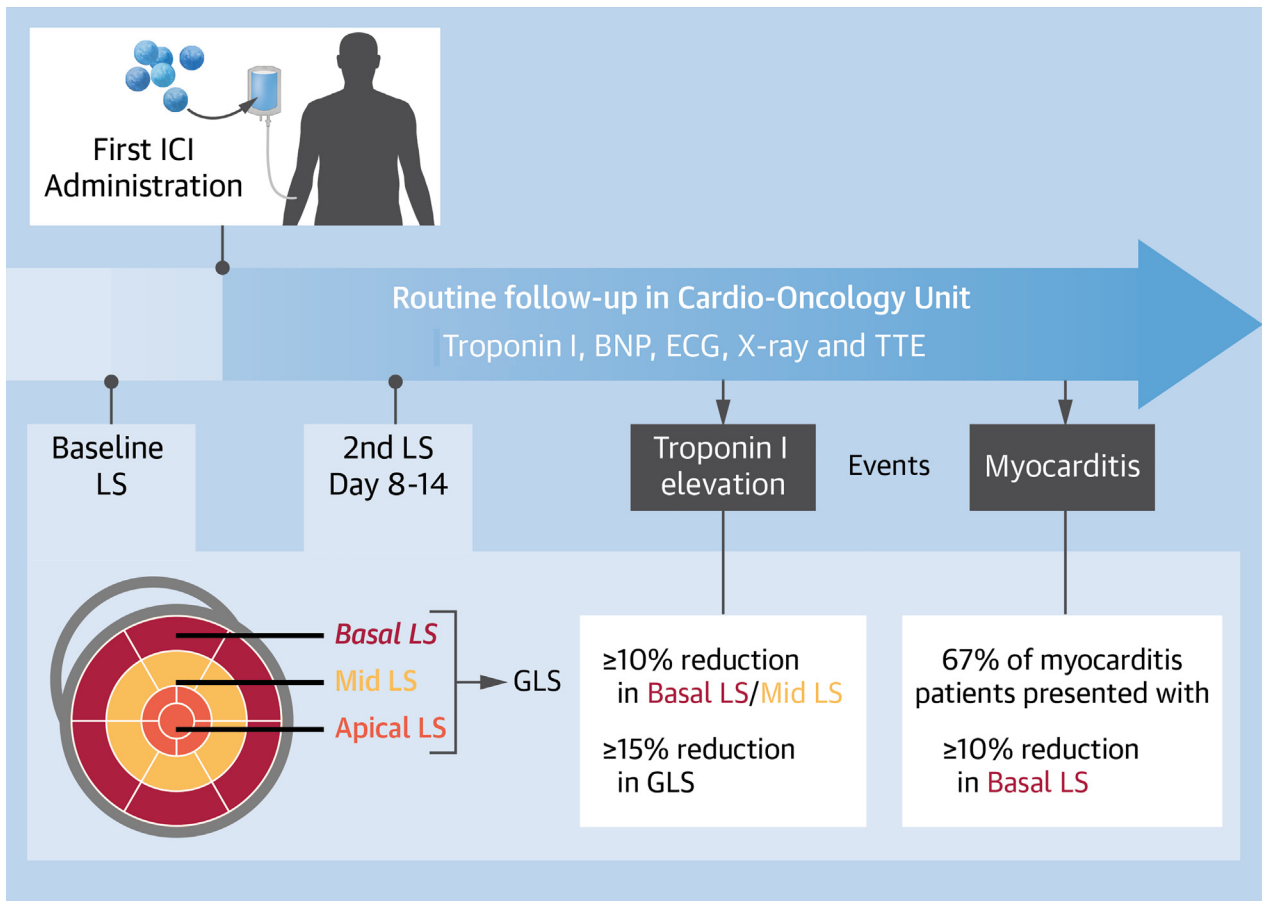 First ICI
Administration
Routine follow-up in Cardio-Oncology Unit
Troponin I, BNP, ECG, X-ray and TTE
Baseline
LS
2nd LS
Day 8-14
Troponin I
elevation
Events
Myocarditis
Basal LS
Mid LS
Apical LS
GLS
≥10% reduction
in Basal LS/Mid LS
≥15% reduction
in GLS
67% of myocarditis
patients presented with
≥10% reduction
in Basal LS